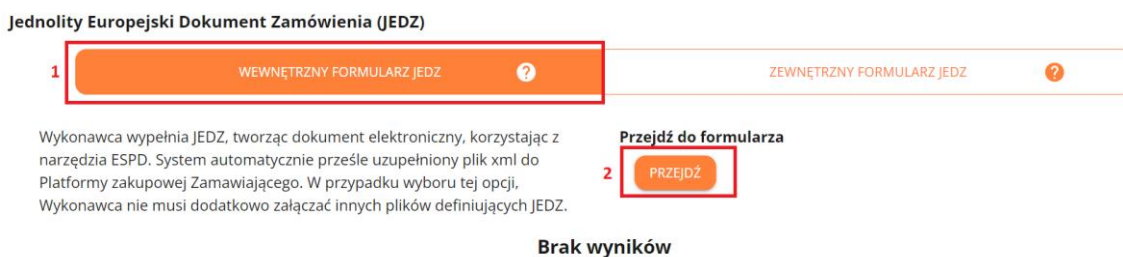 Jednolity Europejski Dokument Zamówienia (JEDZ)
1 WEWNĘTRZNY FORMULARZ JEDZ ? ZEWNĘTRZNY FORMULARZ JEDZ ?
Wykonawca wypełnia JEDZ, tworząc dokument elektroniczny, korzystając z
narzędzia ESPD. System automatycznie prześle uzupełniony plik xml do
Platformy zakupowej Zamawiającego. W przypadku wyboru tej opcji,
Wykonawca nie musi dodatkowo załączać innych plików definiujących JEDZ.
Przejdź do formularza
2 PRZEJDŹ
Brak wyników